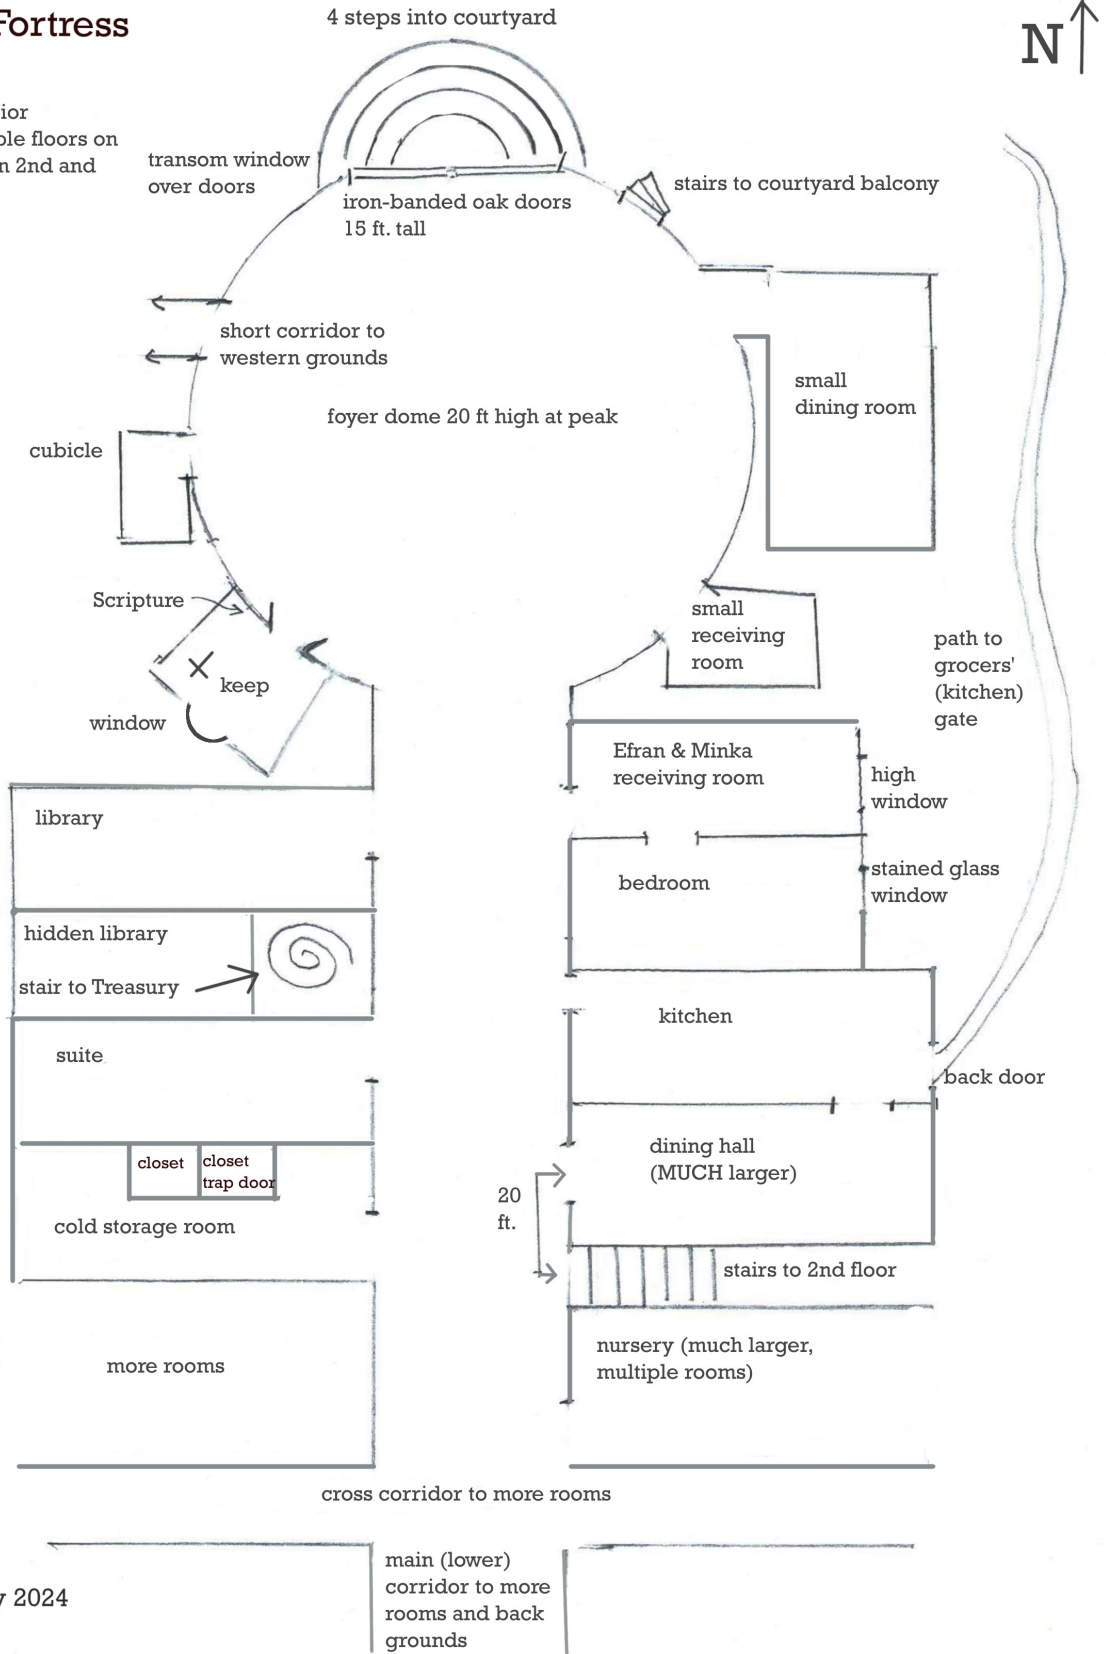 Fortress
4 steps into courtyard
N
ior
ole floors on
n 2nd and
transom window
over doors
iron-banded oak doors
15 ft. tall
stairs to courtyard balcony
short corridor to
western grounds
foyer dome 20 ft high at peak
small
dining room
cubicle
Scripture
keep
window
small
receiving
room
path to
grocers'
(kitchen)
gate
Efran & Minka
receiving room
high
window
library
bedroom
stained glass
window
hidden library
stair to Treasury
kitchen
suite
back door
closet
closet
trap door
dining hall
(MUCH larger)
20
ft.
cold storage room
stairs to 2nd floor
more rooms
nursery (much larger,
multiple rooms)
cross corridor to more rooms
main (lower)
corridor to more
rooms and back
grounds
y 2024